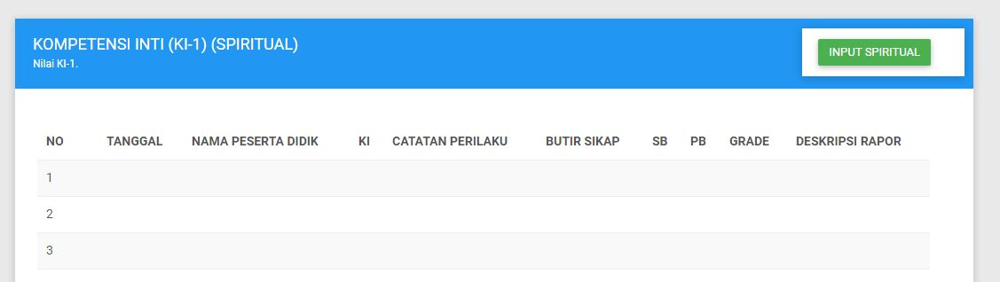 KOMPETENSI INTI (KI-1) (SPIRITUAL)
Nilai KI-1.
INPUT SPIRITUAL
NO TANGGAL NAMA PESERTA DIDIK KI CATATAN PERILAKU BUTIR SIKAP SB PB GRADE DESKRIPSI RAPOR
1
2
3